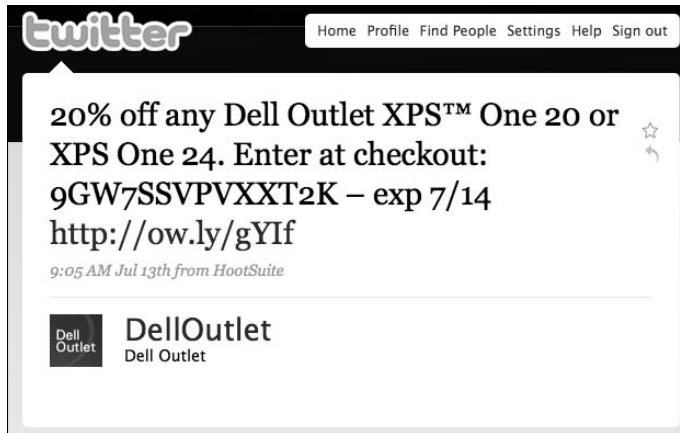 twitter
Home Profile Find People Settings Help Sign out
20% off any Dell Outlet XPS™ One 20 or
XPS One 24. Enter at checkout:
9GW7SSVPVXXT2K – exp 7/14
http://ow.ly/gYIf
9:05 AM Jul 13th from HootSuite
Dell
Outlet
DellOutlet
Dell Outlet